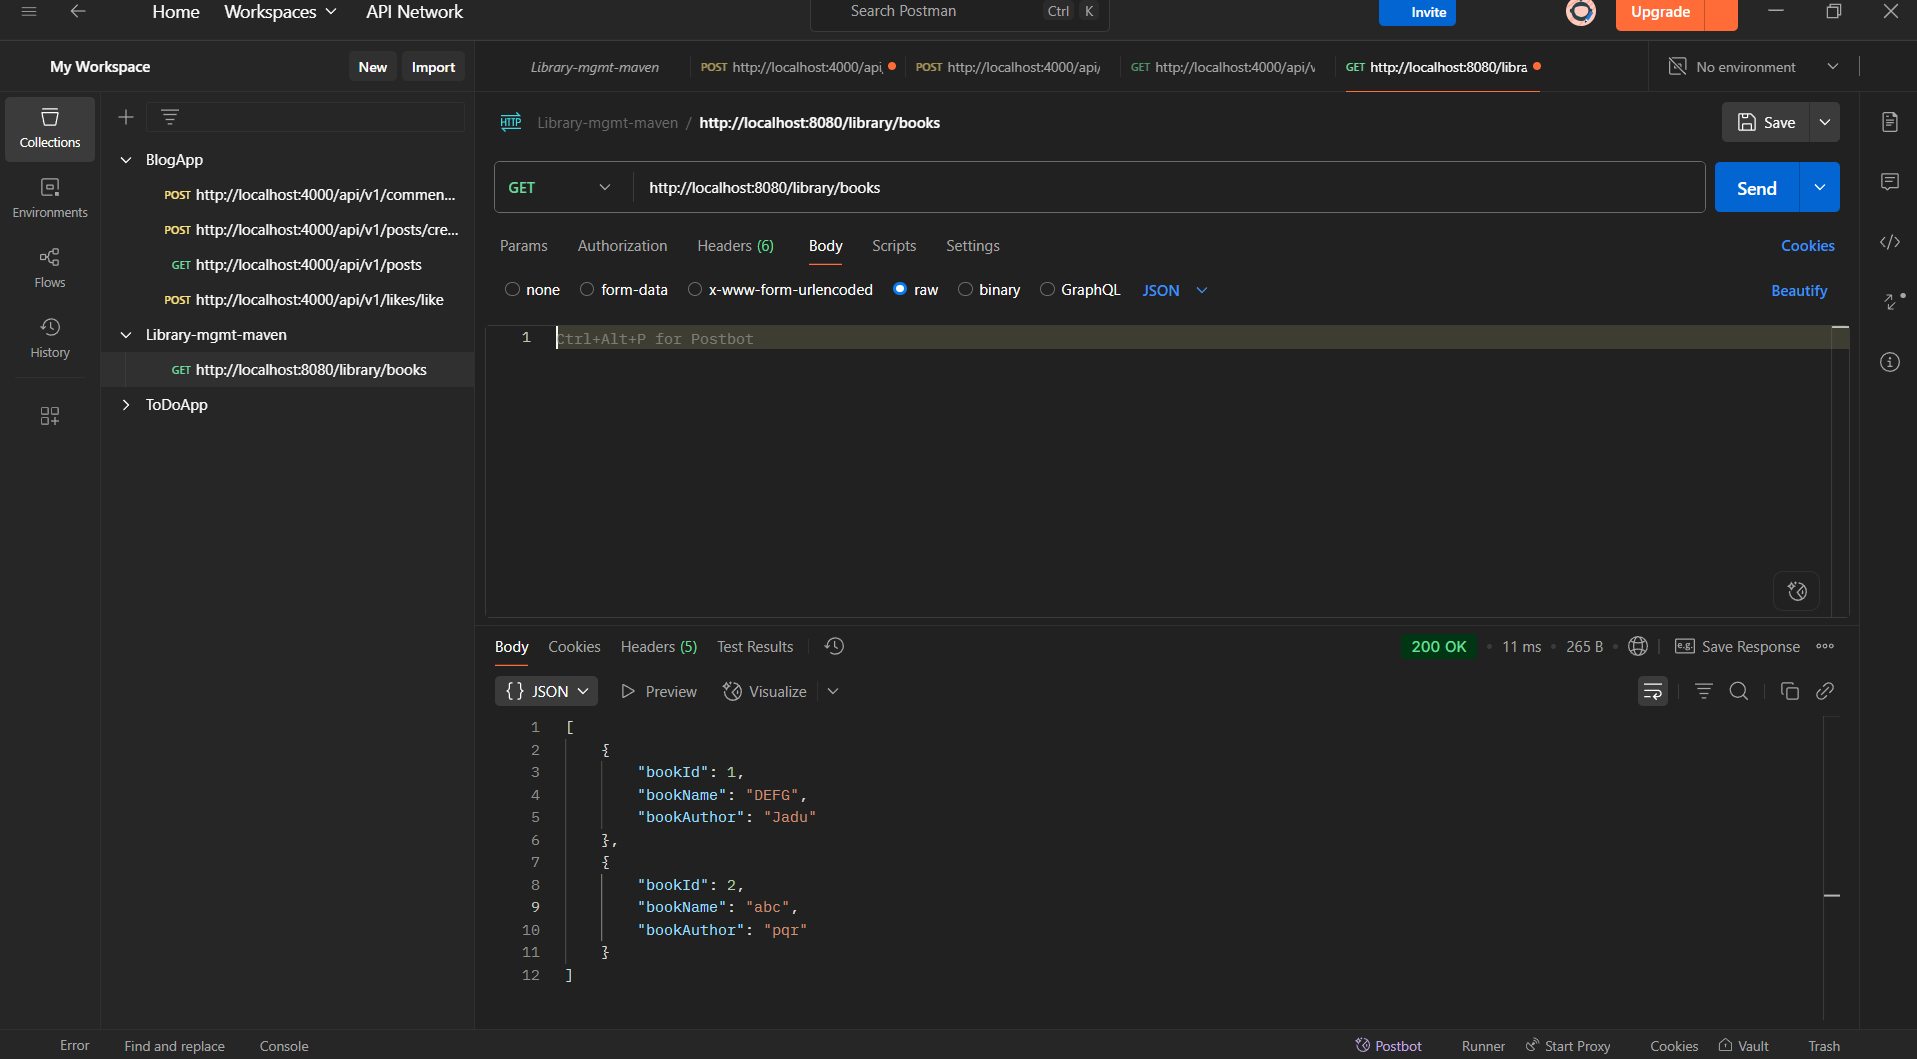 Home Workspaces API Network Search Postman Ctrl K Invite Upgrade
My Workspace New Import Library-mgmt-maven POST http://localhost:4000/api, POST http://localhost:4000/api/ GET http://localhost:4000/api/v GET http://localhost:8080/libra No environment
Collections
Environments
Flows
History
BlogApp
POST http://localhost:4000/api/v1/commen...
POST http://localhost:4000/api/v1/posts/cre...
GET http://localhost:4000/api/v1/posts
POST http://localhost:4000/api/v1/likes/like
Library-mgmt-maven
GET http://localhost:8080/library/books
ToDoApp
HTTP Library-mgmt-maven / http://localhost:8080/library/books Save
GET http://localhost:8080/library/books Send
Params Authorization Headers (6) Body Scripts Settings Cookies
none form-data x-www-form-urlencoded raw binary GraphQL JSON Beautify
1 Ctrl+Alt+P for Postbot
Body Cookies Headers (5) Test Results 200 OK • 11 ms • 265 B • e.g. Save Response
{} JSON Preview Visualize
1 [
2 {
3 "bookId": 1,
4 "bookName": "DEFG",
5 "bookAuthor": "Jadu"
6 },
7 {
8 "bookId": 2,
9 "bookName": "abc",
10 "bookAuthor": "pqr"
11 }
12 ]
Error Find and replace Console Postbot Runner Start Proxy Cookies Vault Trash